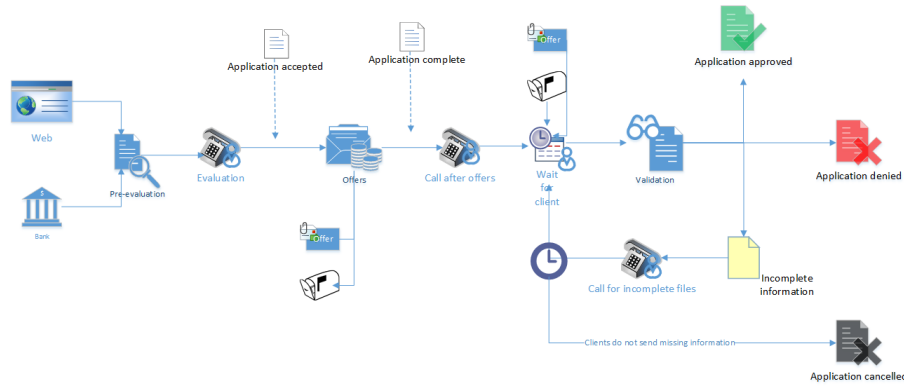 Offer
Application approved
Application accepted
Application complete
Web
Pre-evaluation
Evaluation
Offers
Call after offers
Wait
for
client
Validation
Application denied
Bank
Offer
Call for incomplete files
Incomplete
information
Clients do not send missing information
Application cancelled